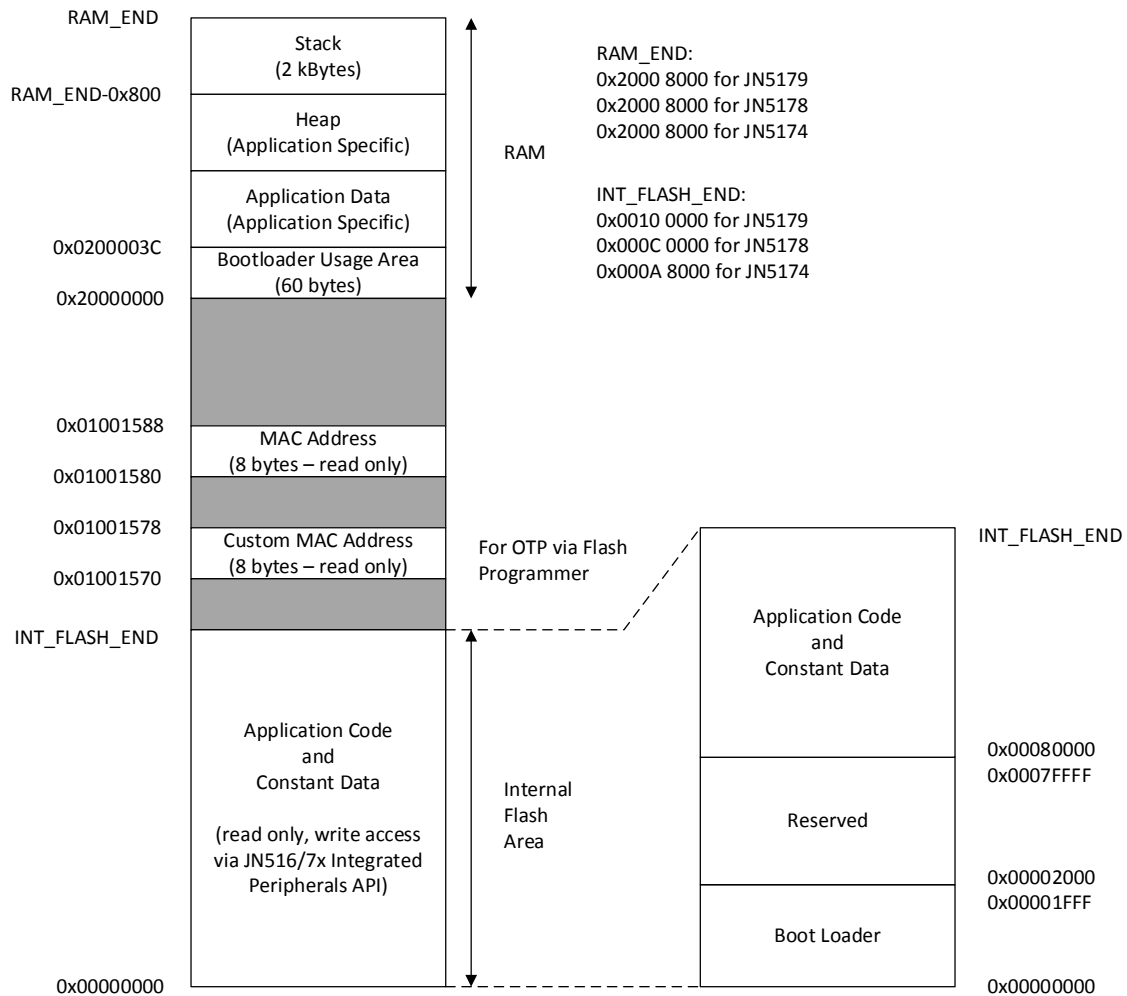 RAM_END
Stack
(2 kBytes)
RAM_END-0x800
Heap
(Application Specific)
Application Data
(Application Specific)
0x0200003C
Bootloader Usage Area
(60 bytes)
0x20000000
RAM
RAM_END:
0x2000 8000 for JN5179
0x2000 8000 for JN5178
0x2000 8000 for JN5174
INT_FLASH_END:
0x0010 0000 for JN5179
0x000C 0000 for JN5178
0x000A 8000 for JN5174
0x01001588
MAC Address
(8 bytes – read only)
0x01001580
0x01001578
Custom MAC Address
(8 bytes – read only)
0x01001570
For OTP via Flash
Programmer
INT_FLASH_END
Application Code
and
Constant Data
(read only, write access
via JN516/7x Integrated
Peripherals API)
Internal
Flash
Area
0x00000000
INT_FLASH_END
Application Code
and
Constant Data
0x00080000
0x0007FFFF
Reserved
0x00002000
0x00001FFF
Boot Loader
0x00000000